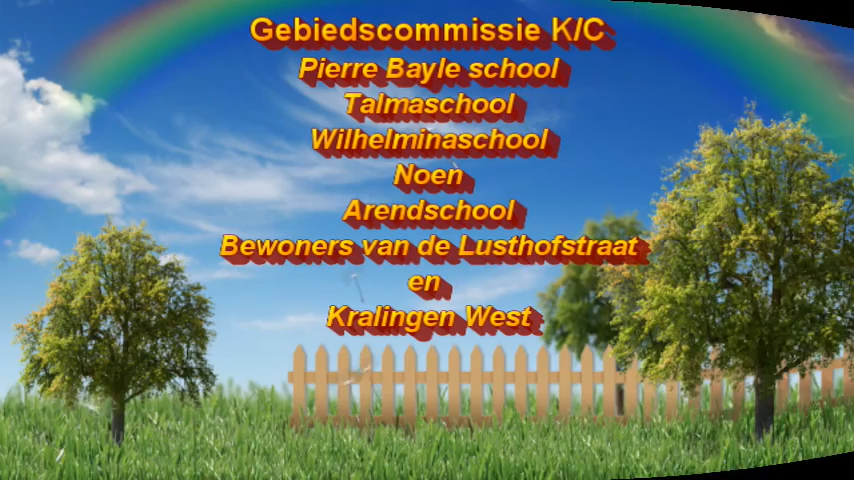 Gebiedscommissie K/C
Pierre Bayle school
Talmaschool
Wilhelminaschool
Noen
Arendschool
Bewoners van de Lusthofstraat
en
Kralingen West